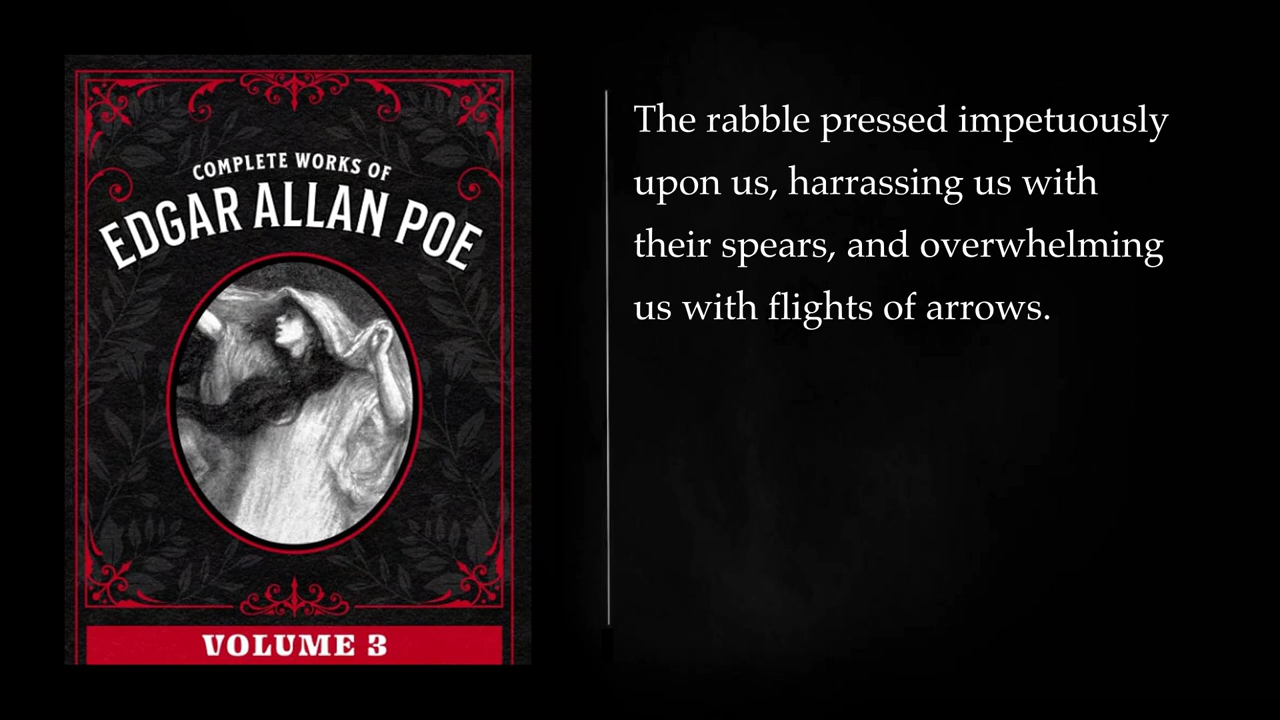 COMPLETE WORKS OF
EDGAR ALLAN POE
VOLUME 3
The rabble pressed impetuously
upon us, harrassing us with
their spears, and overwhelming
us with flights of arrows.